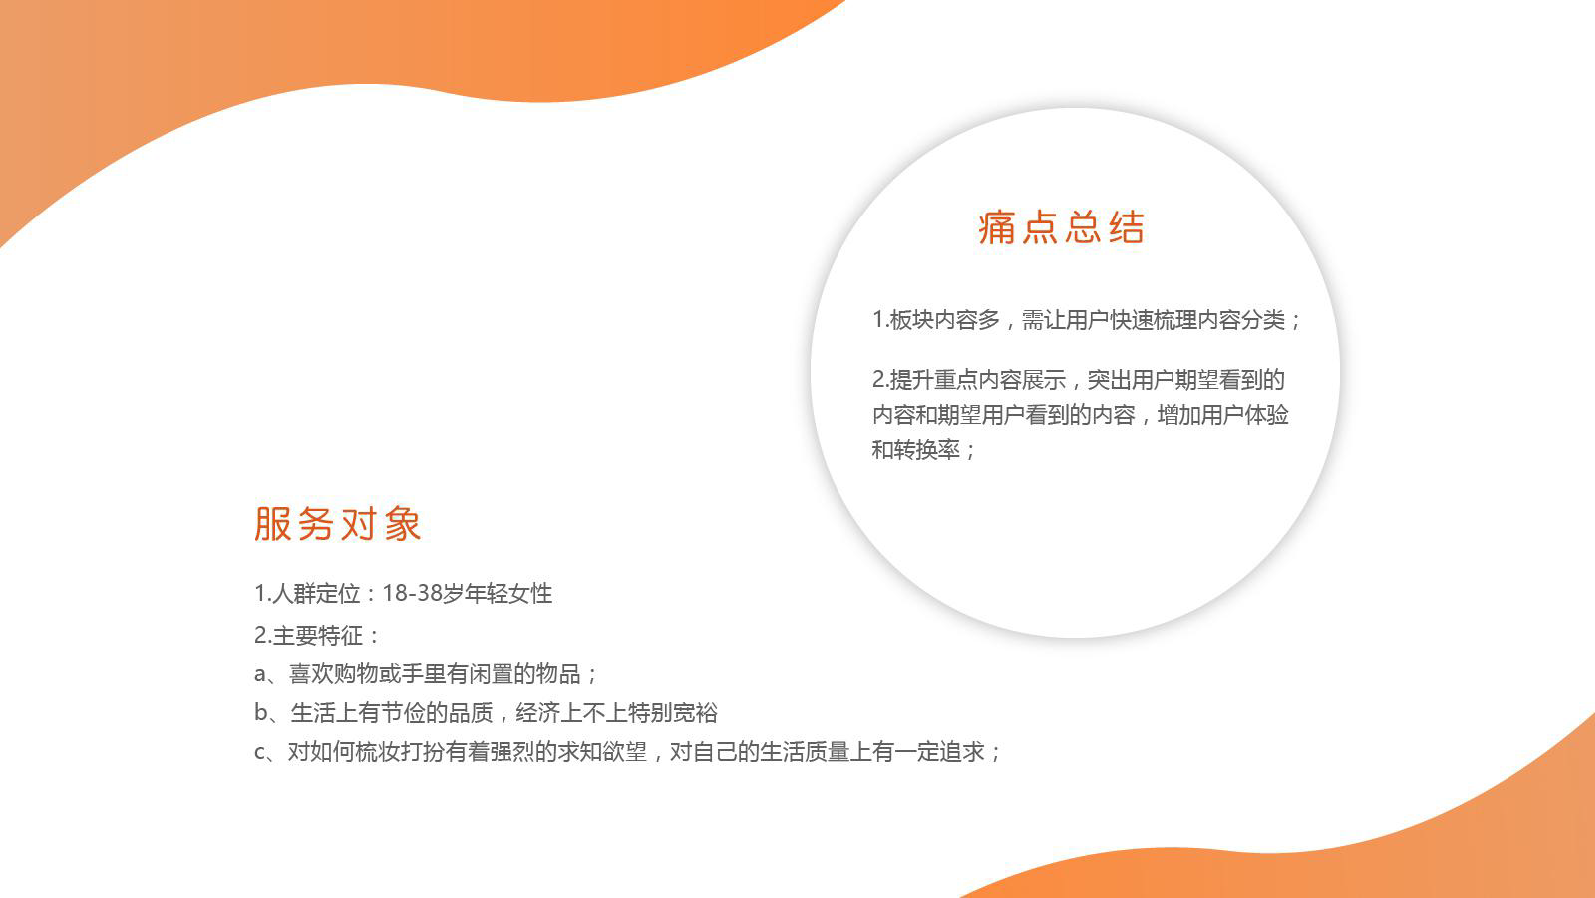 痛点总结
1.板块内容多，需让用户快速梳理内容分类；
2.提升重点内容展示，突出用户期望看到的
内容和期望用户看到的内容，增加用户体验
和转换率；
服务对象
1.人群定位：18-38岁年轻女性
2.主要特征：
a、喜欢购物或手里有闲置的物品；
b、生活上有节俭的品质，经济上不上特别宽裕
c、对如何梳妆打扮有着强烈的求知欲望，对自己的生活质量上有一定追求；